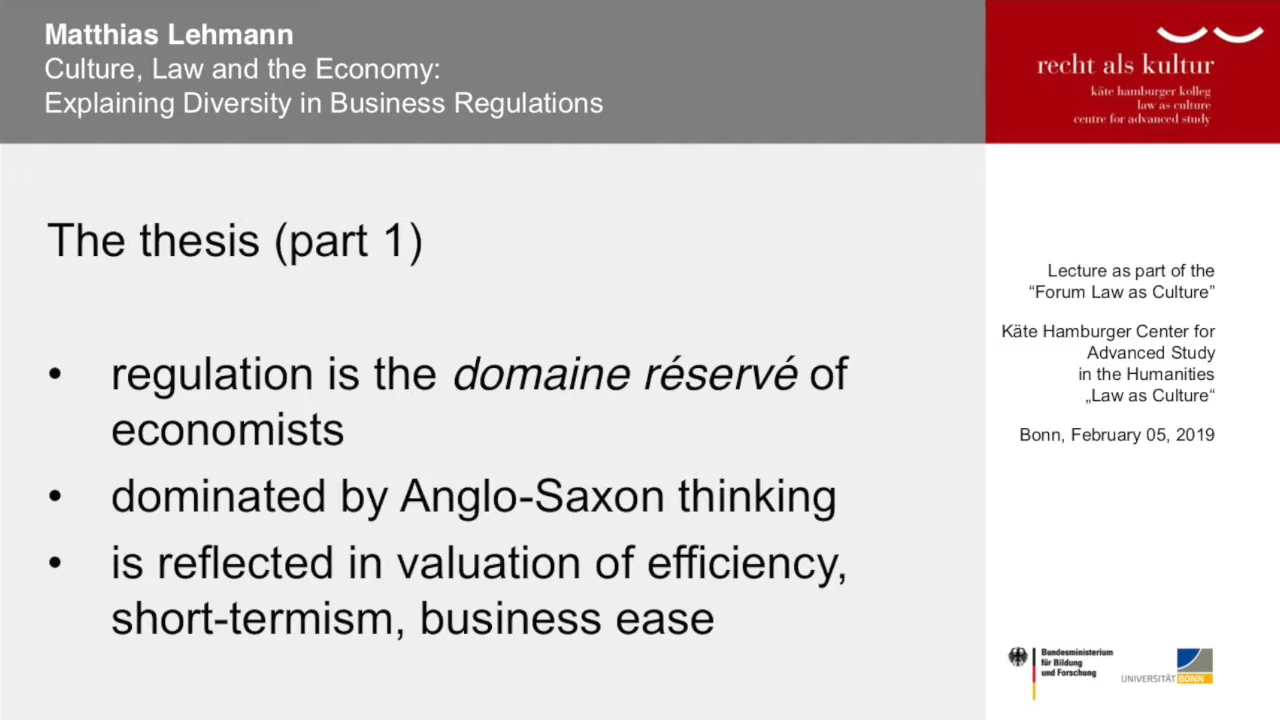 Matthias Lehmann
Culture, Law and the Economy:
Explaining Diversity in Business Regulations
recht als kultur
käte hamburger kolleg
law as culture
centre for advanced study
The thesis (part 1)
• regulation is the domaine réservé of
economists
• dominated by Anglo-Saxon thinking
• is reflected in valuation of efficiency,
short-termism, business ease
Lecture as part of the
“Forum Law as Culture”
Käte Hamburger Center for
Advanced Study
in the Humanities
„Law as Culture“
Bonn, February 05, 2019
Bundesministerium
für Bildung
und Forschung
UNIVERSITÄT BONN